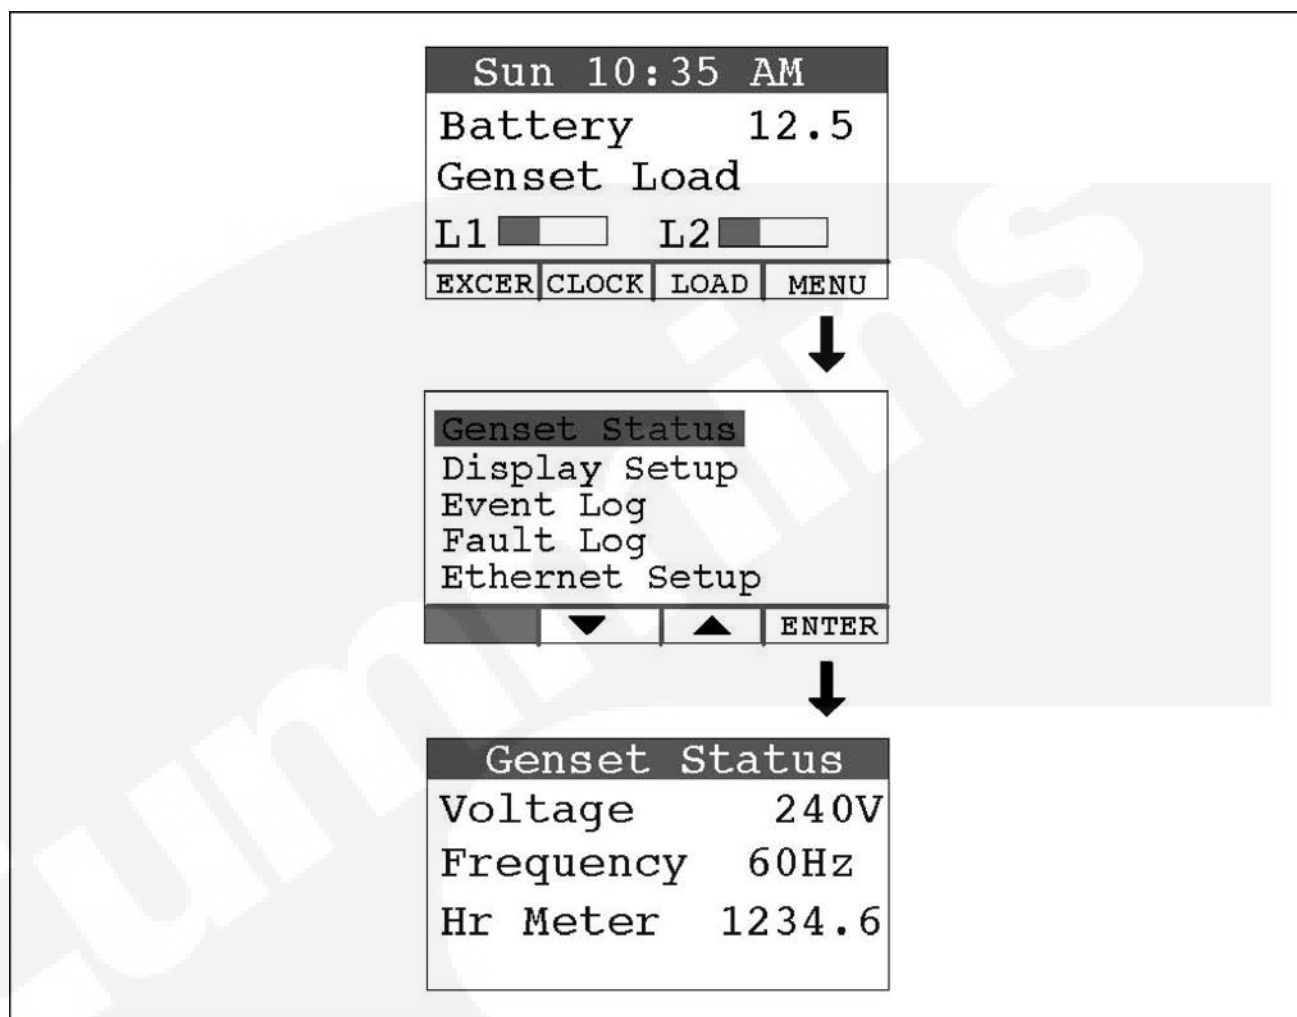 Sun 10:35 AM
Battery 12.5
Genset Load
L1 L2
EXCER CLOCK LOAD MENU
Genset Status
Display Setup
Event Log
Fault Log
Ethernet Setup
▼ ▲ ENTER
Genset Status
Voltage 240V
Frequency 60Hz
Hr Meter 1234.6
Cummins